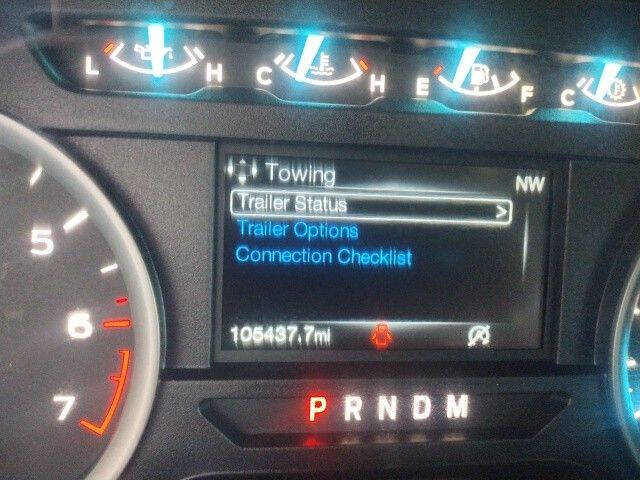 L H C H E F C
Towing
NW
Trailer Status >
Trailer Options
Connection Checklist
105437.7mi
P R N D M
5
6
7